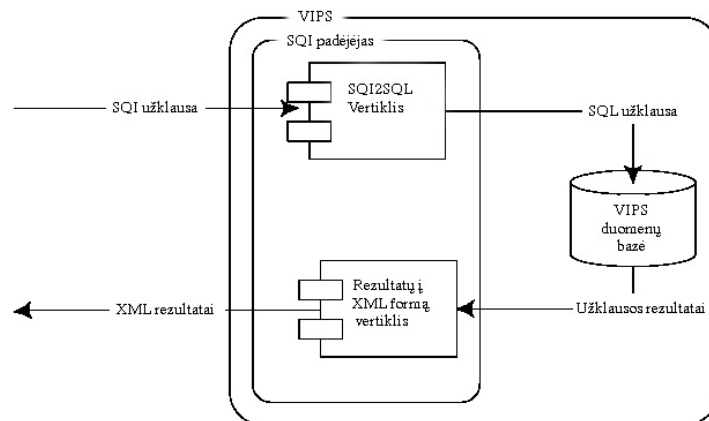 VIPS
SQI padėjėjas
SQI2SQL
Vertiklis
SQI užklausa
SQL užklausa
VIPS
duomenų
bazė
Rezultatų į
XML formą
vertiklis
XML rezultatai
Užklausos rezultatai